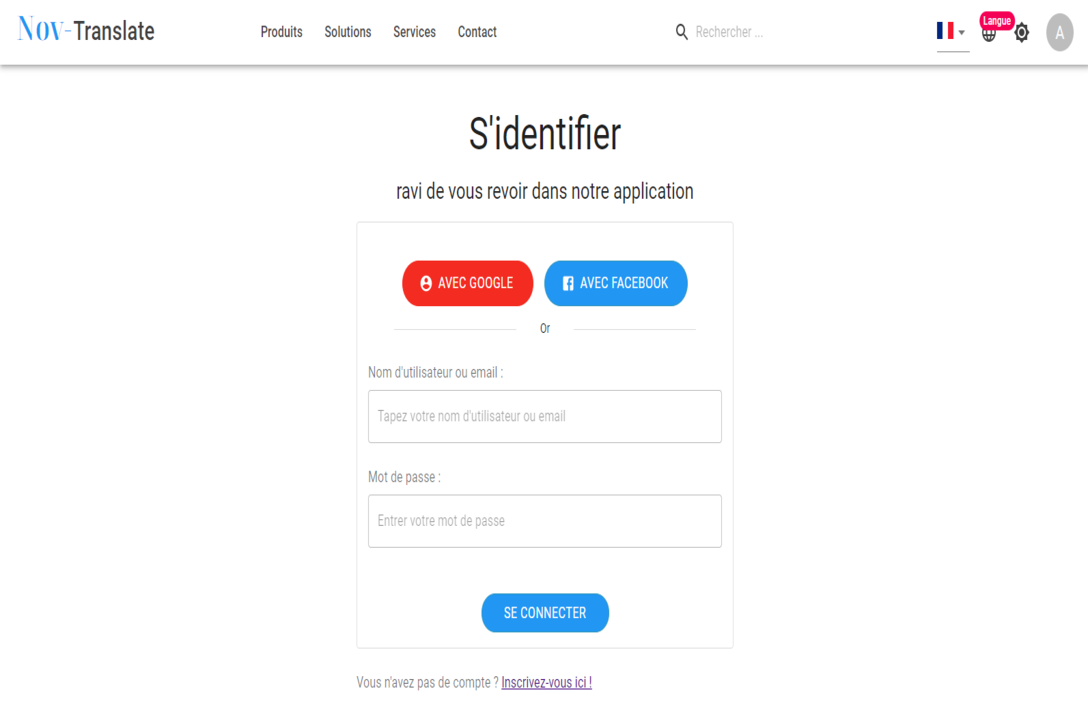 Nov-Translate Produits Solutions Services Contact Rechercher ... Langue A
S'identifier
ravi de vous revoir dans notre application
AVEC GOOGLE AVEC FACEBOOK
Or
Nom d'utilisateur ou email :
Tapez votre nom d'utilisateur ou email
Mot de passe :
Entrer votre mot de passe
SE CONNECTER
Vous n'avez pas de compte ? Inscrivez-vous ici !